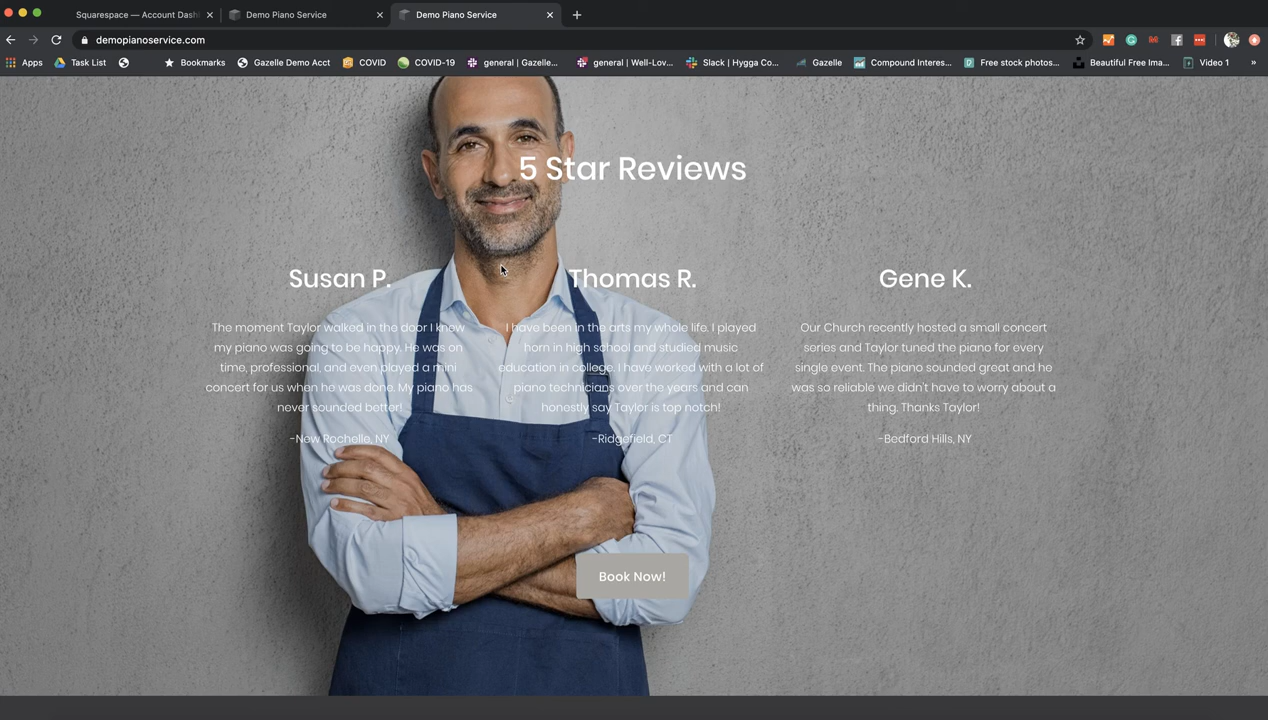 Squarespace — Account Dash
Demo Piano Service
Demo Piano Service
demopianoservice.com
Apps
Task List
Bookmarks
Gazelle Demo Acct
COVID
COVID-19
general | Gazelle...
general | Well-Lov...
Slack | Hygga Co...
Gazelle
Compound Interes...
Free stock photos...
Beautiful Free Ima...
Video 1
»
5 Star Reviews
Susan P.
The moment Taylor walked in the door I knew
my piano was going to be happy. He was on
time, professional, and even played a mini
concert for us when he was done. My piano has
never sounded better!
-New Rochelle, NY
Thomas R.
I have been in the arts my whole life. I played
horn in high school and studied music
education in college. I have worked with a lot of
piano technicians over the years and can
honestly say Taylor is top notch!
-Ridgefield, CT
Gene K.
Our Church recently hosted a small concert
series and Taylor tuned the piano for every
single event. The piano sounded great and he
was so reliable we didn't have to worry about a
thing. Thanks Taylor!
-Bedford Hills, NY
Book Now!